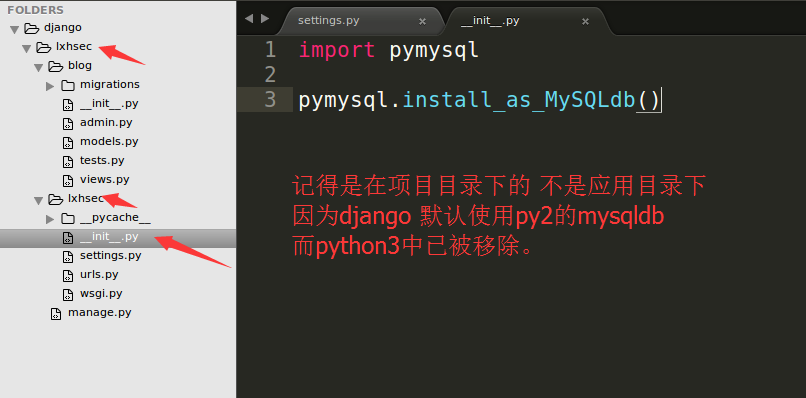 FOLDERS
django
lxhsec
blog
migrations
__init__.py
admin.py
models.py
tests.py
views.py
lxhsec
__pycache__
__init__.py
settings.py
urls.py
wsgi.py
manage.py
settings.py
__init__.py
1 import pymysql
2
3 pymysql.install_as_MySQLdb()
记得是在项目目录下的 不是应用目录下
因为django 默认使用py2的mysqldb
而python3中已被移除。